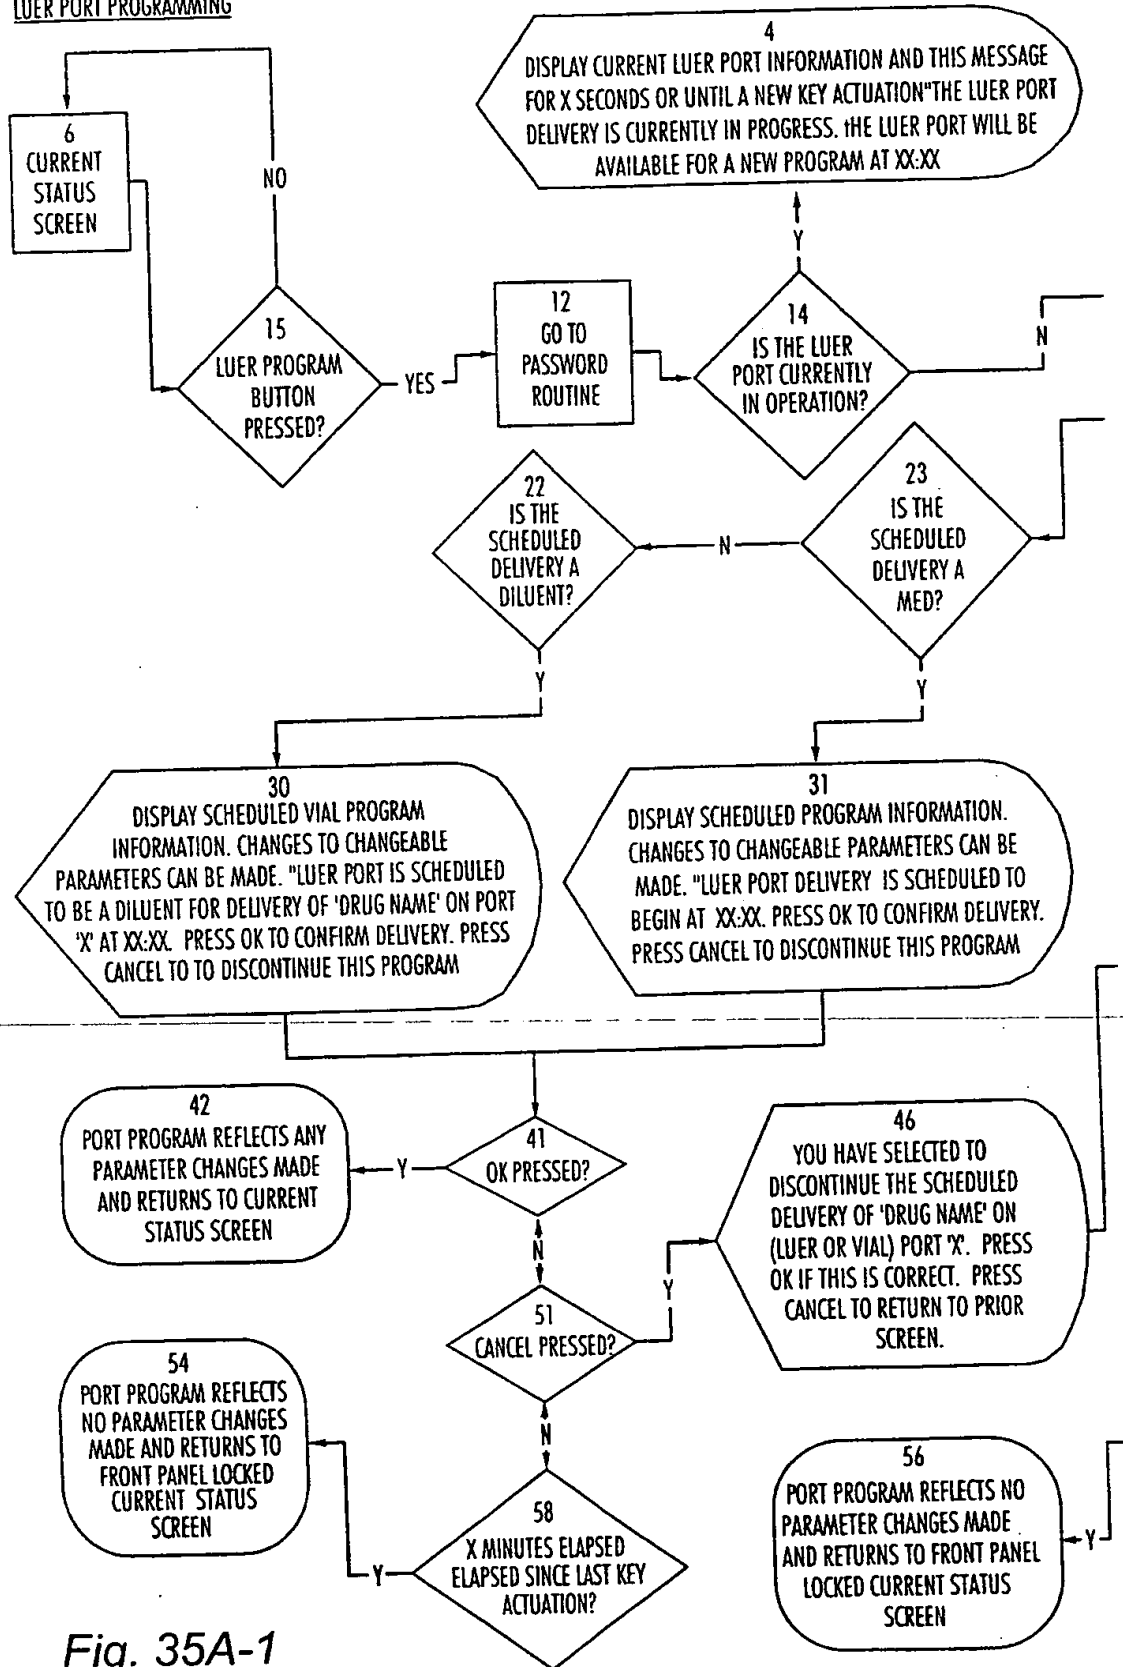 LUER PORT PROGRAMMING
4
DISPLAY CURRENT LUER PORT INFORMATION AND THIS MESSAGE
FOR X SECONDS OR UNTIL A NEW KEY ACTUATION"THE LUER PORT
DELIVERY IS CURRENTLY IN PROGRESS. tHE LUER PORT WILL BE
AVAILABLE FOR A NEW PROGRAM AT XX:XX
6
CURRENT
STATUS
SCREEN
NO
Y
15
LUER PROGRAM
BUTTON
PRESSED?
YES
12
GO TO
PASSWORD
ROUTINE
14
IS THE LUER
PORT CURRENTLY
IN OPERATION?
N
22
IS THE
SCHEDULED
DELIVERY A
DILUENT?
N
23
IS THE
SCHEDULED
DELIVERY A
MED?
Y
Y
30
DISPLAY SCHEDULED VIAL PROGRAM
INFORMATION. CHANGES TO CHANGEABLE
PARAMETERS CAN BE MADE. "LUER PORT IS SCHEDULED
TO BE A DILUENT FOR DELIVERY OF 'DRUG NAME' ON PORT
'X' AT XX:XX. PRESS OK TO CONFIRM DELIVERY. PRESS
CANCEL TO TO DISCONTINUE THIS PROGRAM
31
DISPLAY SCHEDULED PROGRAM INFORMATION.
CHANGES TO CHANGEABLE PARAMETERS CAN BE
MADE. "LUER PORT DELIVERY IS SCHEDULED TO
BEGIN AT XX:XX. PRESS OK TO CONFIRM DELIVERY.
PRESS CANCEL TO DISCONTINUE THIS PROGRAM
42
PORT PROGRAM REFLECTS ANY
PARAMETER CHANGES MADE
AND RETURNS TO CURRENT
STATUS SCREEN
Y
41
OK PRESSED?
N
46
YOU HAVE SELECTED TO
DISCONTINUE THE SCHEDULED
DELIVERY OF 'DRUG NAME' ON
(LUER OR VIAL) PORT 'X'. PRESS
OK IF THIS IS CORRECT. PRESS
CANCEL TO RETURN TO PRIOR
SCREEN.
51
CANCEL PRESSED?
Y
N
54
PORT PROGRAM REFLECTS
NO PARAMETER CHANGES
MADE AND RETURNS TO
FRONT PANEL LOCKED
CURRENT STATUS
SCREEN
Y
58
X MINUTES ELAPSED
ELAPSED SINCE LAST KEY
ACTUATION?
56
PORT PROGRAM REFLECTS NO
PARAMETER CHANGES MADE
AND RETURNS TO FRONT PANEL
LOCKED CURRENT STATUS
SCREEN
Y
Fig. 35A-1